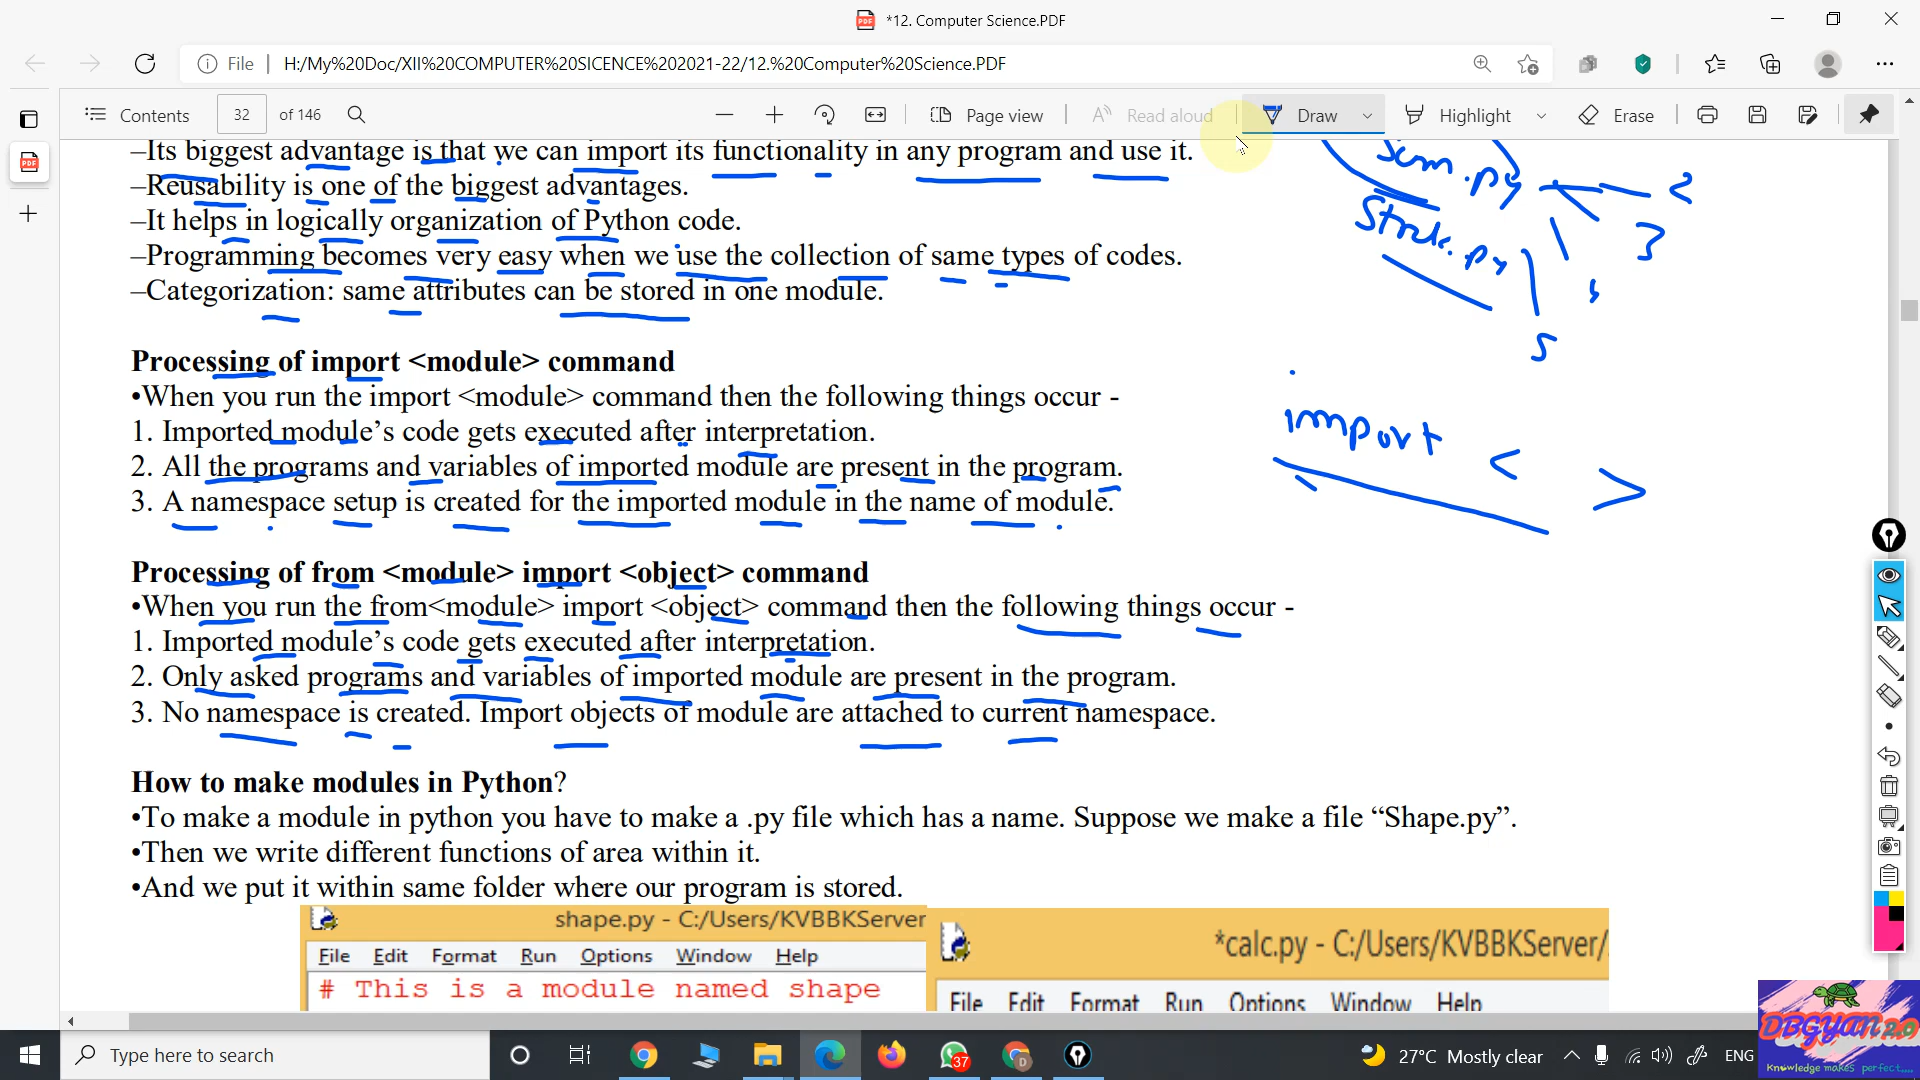 *12. Computer Science.PDF
File
H:/My%20Doc/XII%20COMPUTER%20SICENCE%202021-22/12.%20Computer%20Science.PDF
Contents
32
of 146
Page view
Read aloud
Draw
Highlight
Erase
–Its biggest advantage is that we can import its functionality in any program and use it.
–Reusability is one of the biggest advantages.
–It helps in logically organization of Python code.
–Programming becomes very easy when we use the collection of same types of codes.
–Categorization: same attributes can be stored in one module.
.py
2
3
.py
5
Processing of import <module> command
•When you run the import <module> command then the following things occur -
1. Imported module's code gets executed after interpretation.
2. All the programs and variables of imported module are present in the program.
3. A namespace setup is created for the imported module in the name of module.
import < >
Processing of from <module> import <object> command
•When you run the from<module> import <object> command then the following things occur -
1. Imported module's code gets executed after interpretation.
2. Only asked programs and variables of imported module are present in the program.
3. No namespace is created. Import objects of module are attached to current namespace.
How to make modules in Python?
•To make a module in python you have to make a .py file which has a name. Suppose we make a file “Shape.py”.
•Then we write different functions of area within it.
•And we put it within same folder where our program is stored.
shape.py - C:/Users/KVBBKServer
File Edit Format Run Options Window Help
# This is a module named shape
*calc.py - C:/Users/KVBBKServer/
File Edit Format Run Options Window Help
DBGYAN 2.0
Knowledge makes perfect....
Type here to search
37
27°C Mostly clear
ENG